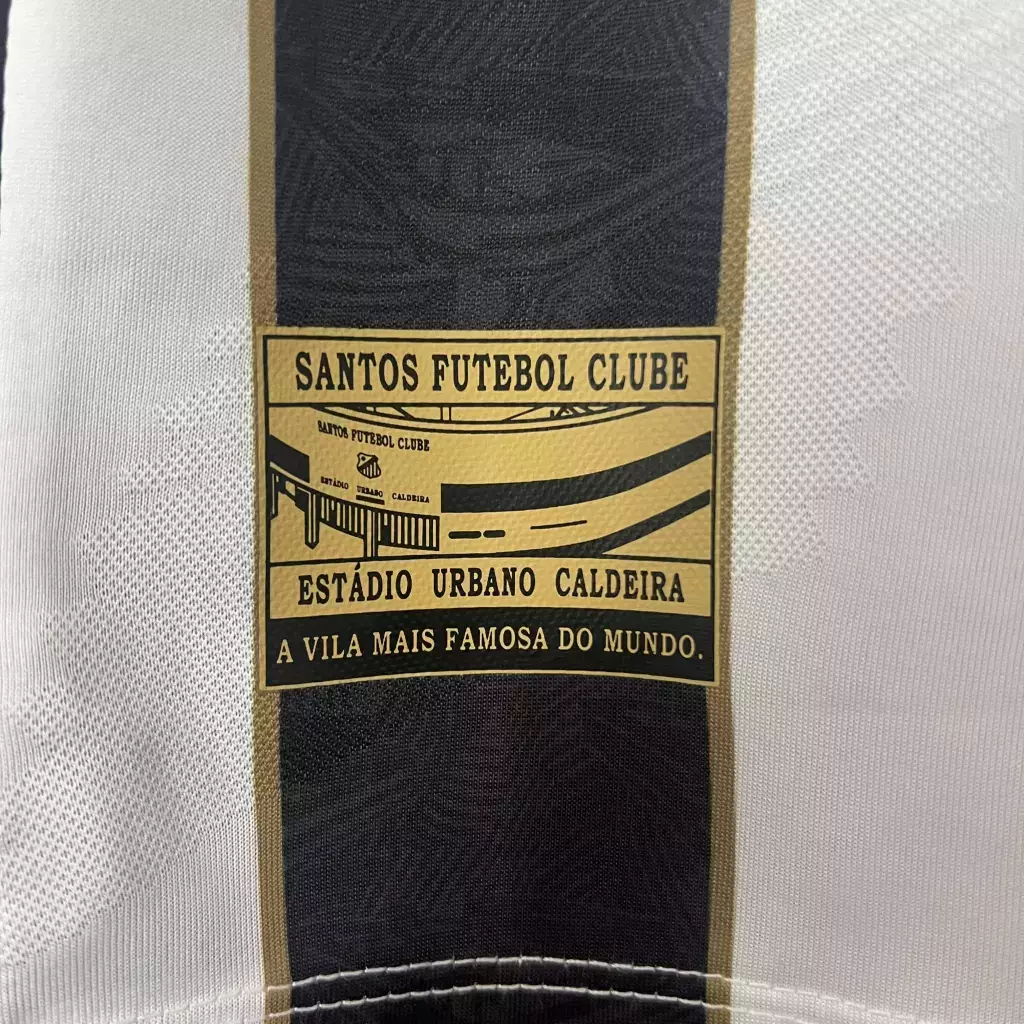 SANTOS FUTEBOL CLUBE
SANTOS FUTEBOL CLUBE
ESTÁDIO URBANO CALDEIRA
ESTÁDIO URBANO CALDEIRA
A VILA MAIS FAMOSA DO MUNDO.